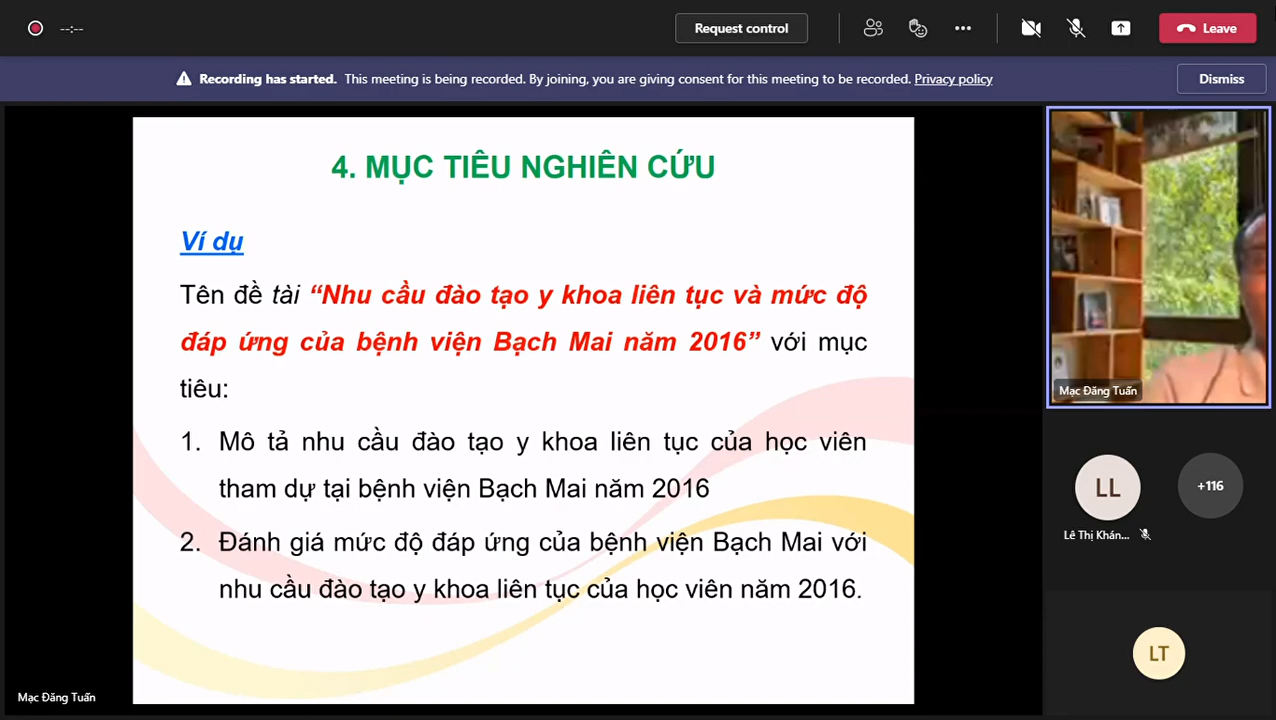 --:--
Request control
Leave
Recording has started. This meeting is being recorded. By joining, you are giving consent for this meeting to be recorded. Privacy policy
Dismiss
4. MỤC TIÊU NGHIÊN CỨU
Ví dụ
Tên đề tài “Nhu cầu đào tạo y khoa liên tục và mức độ
đáp ứng của bệnh viện Bạch Mai năm 2016” với mục
tiêu:
1. Mô tả nhu cầu đào tạo y khoa liên tục của học viên
tham dự tại bệnh viện Bạch Mai năm 2016
2. Đánh giá mức độ đáp ứng của bệnh viện Bạch Mai với
nhu cầu đào tạo y khoa liên tục của học viên năm 2016.
Mạc Đăng Tuấn
Mạc Đăng Tuấn
LL
+116
Lê Thị Khán...
LT